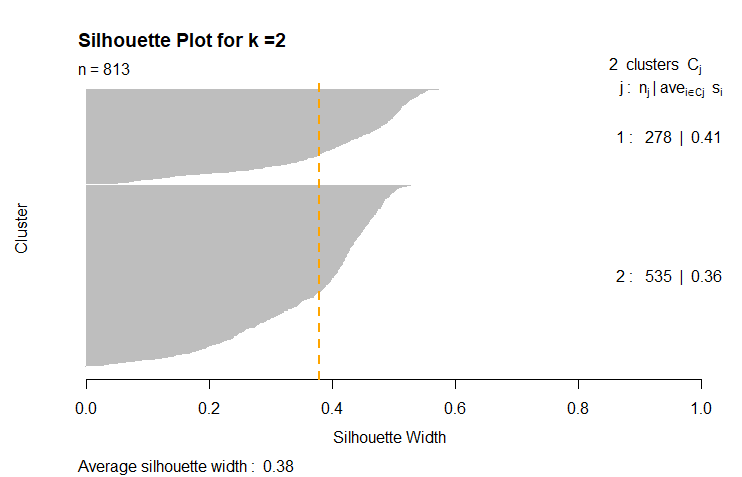 Silhouette Plot for k =2
n = 813
2 clusters Cj
j : nj | avei∈Cj si
1 : 278 | 0.41
2 : 535 | 0.36
Cluster
0.0 0.2 0.4 0.6 0.8 1.0
Silhouette Width
Average silhouette width : 0.38